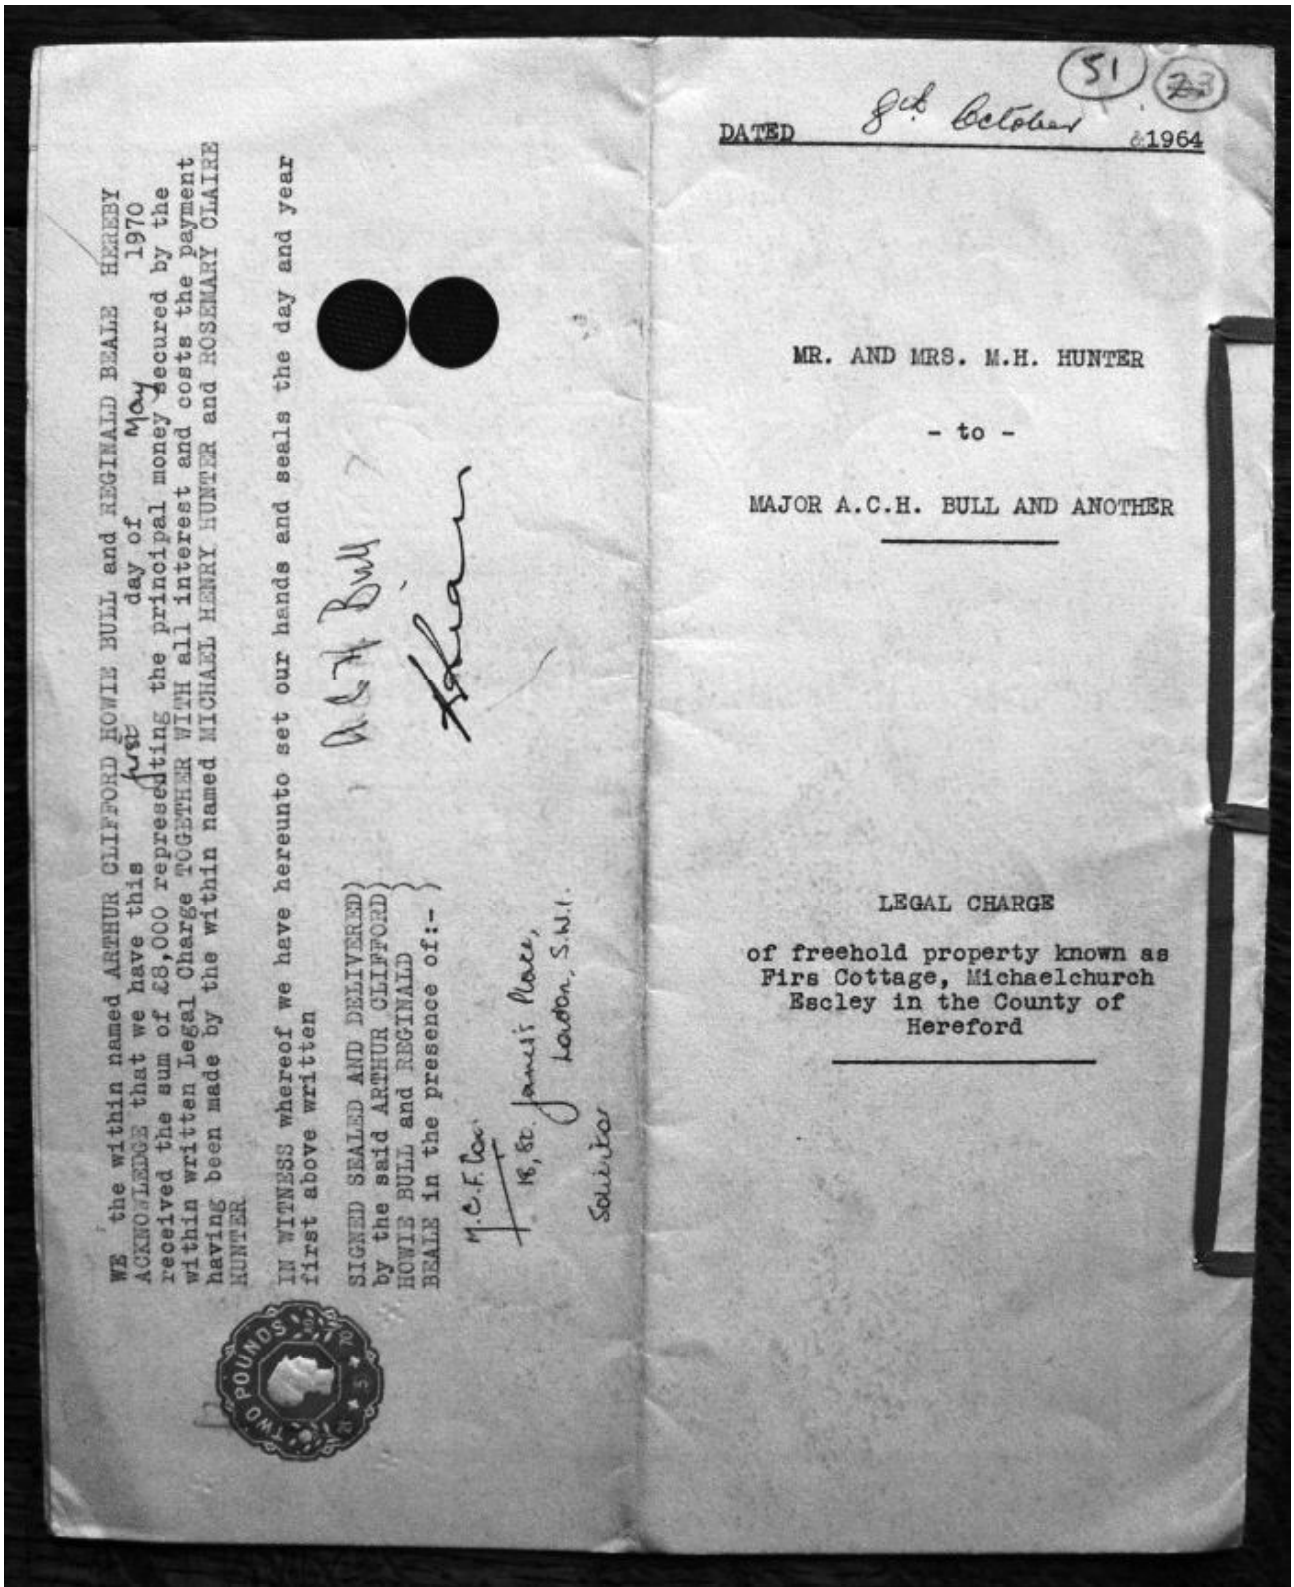 WE the within named ARTHUR CLIFFORD HOWIE BULL and REGINALD BEALE HEREBY
ACKNOWLEDGE that we have this first day of May 1970
received the sum of £8,000 representing the principal money secured by the
within written Legal Charge TOGETHER WITH all interest and costs the payment
having been made by the within named MICHAEL HENRY HUNTER and ROSEMARY CLAIRE
HUNTER
IN WITNESS whereof we have hereunto set our hands and seals the day and year
first above written
SIGNED SEALED AND DELIVERED)
by the said ARTHUR CLIFFORD)
HOWIE BULL and REGINALD )
BEALE in the presence of:- )
A C H Bull
M.C.F. Cox
18, St. James's Place,
London, S.W.1.
Solicitor
TWO POUNDS
51
23
DATED 8th October 1964
MR. AND MRS. M.H. HUNTER
- to -
MAJOR A.C.H. BULL AND ANOTHER
LEGAL CHARGE
of freehold property known as
Firs Cottage, Michaelchurch
Escley in the County of
Hereford